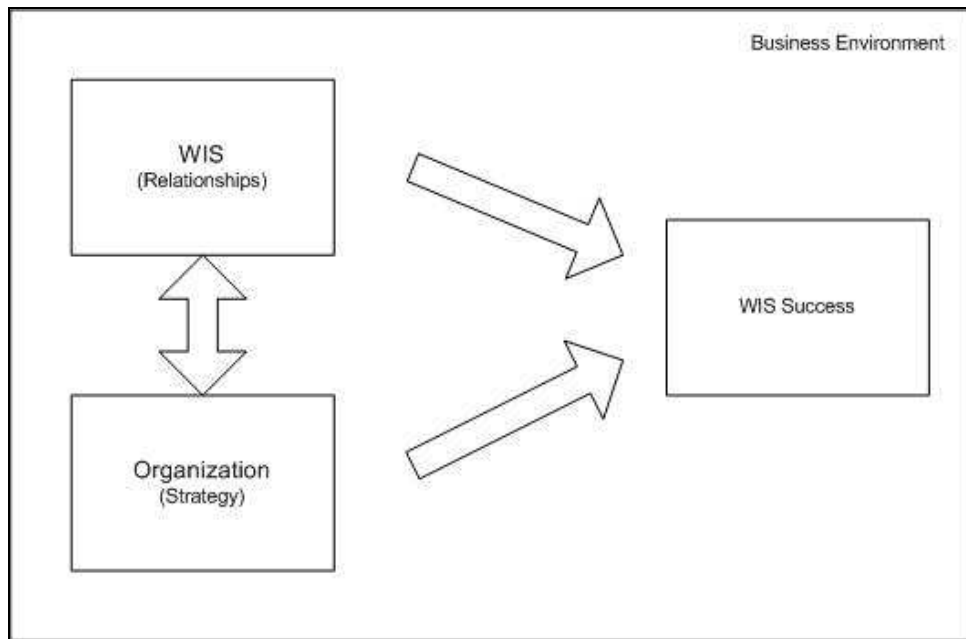 Business Environment
WIS
(Relationships)
WIS Success
Organization
(Strategy)